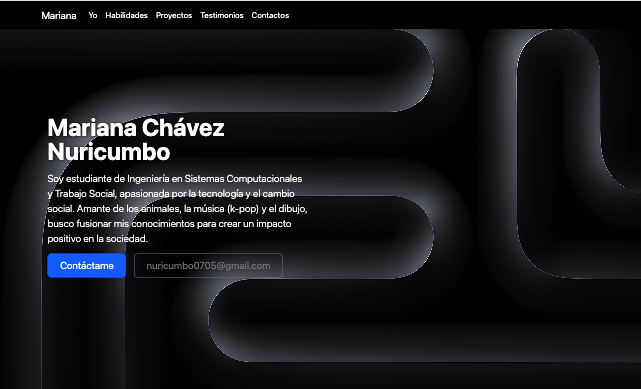 Mariana Yo Habilidades Proyectos Testimonios Contactos
Mariana Chávez
Nuricumbo
Soy estudiante de Ingeniería en Sistemas Computacionales
y Trabajo Social, apasionada por la tecnología y el cambio
social. Amante de los animales, la música (k-pop) y el dibujo,
busco fusionar mis conocimientos para crear un impacto
positivo en la sociedad.
Contáctame nuricumbo0705@gmail.com